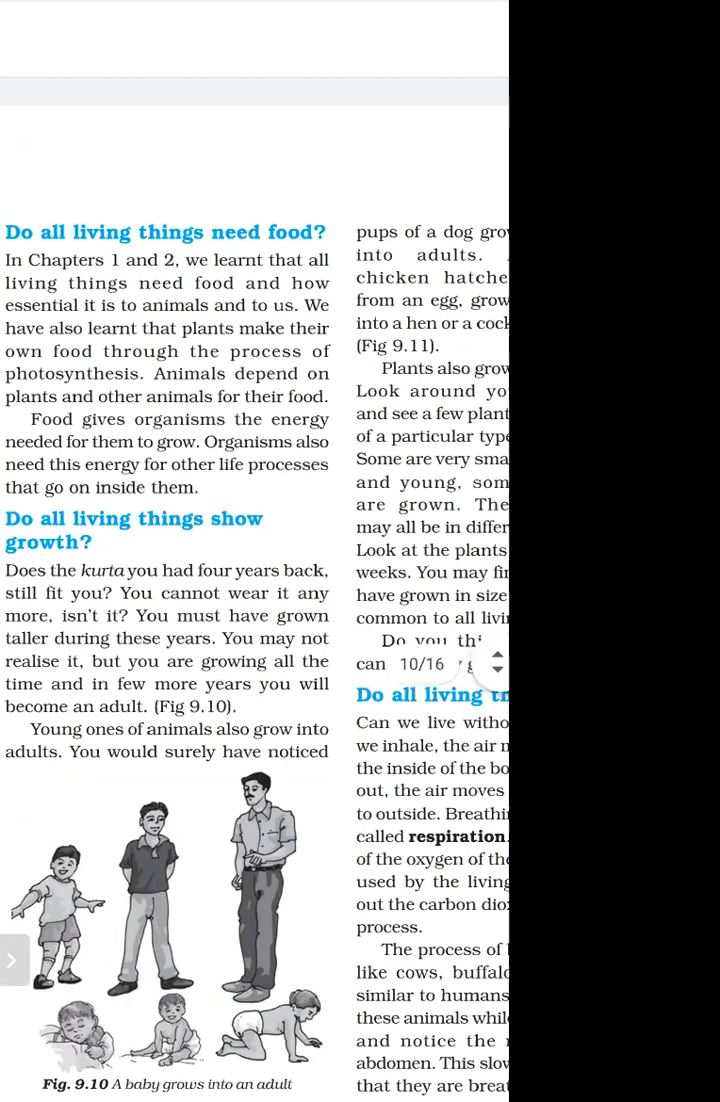 Do all living things need food?
In Chapters 1 and 2, we learnt that all
living things need food and how
essential it is to animals and to us. We
have also learnt that plants make their
own food through the process of
photosynthesis. Animals depend on
plants and other animals for their food.
Food gives organisms the energy
needed for them to grow. Organisms also
need this energy for other life processes
that go on inside them.
Do all living things show
growth?
Does the kurta you had four years back,
still fit you? You cannot wear it any
more, isn't it? You must have grown
taller during these years. You may not
realise it, but you are growing all the
time and in few more years you will
become an adult. (Fig 9.10).
Young ones of animals also grow into
adults. You would surely have noticed
Fig. 9.10 A baby grows into an adult
pups of a dog
into adults.
chicken
from an egg, grow
into a hen or a
(Fig 9.11).
Plants also grow
Look around
and see a few
of a particular
Some are very
and young,
are grown.
may all be in
Look at the plants
weeks. You may
have grown in size
common to all
Do you
can
10/16
Do all living
Can we live
we inhale, the air
the inside of the
out, the air moves
to outside.
called respiration.
of the oxygen of
used by the living
out the carbon
process.
The process of
like cows,
similar to humans
these animals
and notice the
abdomen. This
that they are